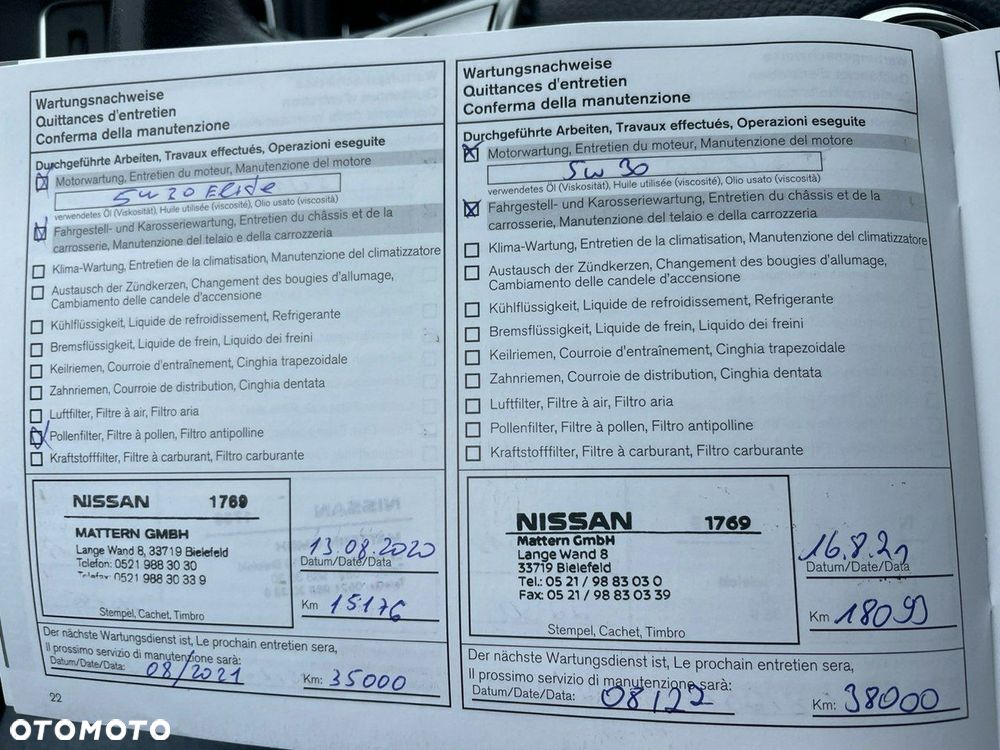 Wartungsnachweise
Quittances d'entretien
Conferma della manutenzione
Durchgeführte Arbeiten, Travaux effectués, Operazioni eseguite
Motorwartung, Entretien du moteur, Manutenzione del motore
5w30
verwendetes Öl (Viskosität), Huile utilisée (viscosité), Olio usato (viscosità)
Fahrgestell- und Karosseriewartung, Entretien du châssis et de la
carrosserie, Manutenzione del telaio e della carrozzeria
Klima-Wartung, Entretien de la climatisation, Manutenzione del climatizzatore
Austausch der Zündkerzen, Changement des bougies d'allumage,
Cambiamento delle candele d'accensione
Kühlflüssigkeit, Liquide de refroidissement, Refrigerante
Bremsflüssigkeit, Liquide de frein, Liquido dei freini
Keilriemen, Courroie d'entraînement, Cinghia trapezoidale
Zahnriemen, Courroie de distribution, Cinghia dentata
Luftfilter, Filtre à air, Filtro aria
Pollenfilter, Filtre à pollen, Filtro antipolline
Kraftstofffilter, Filtre à carburant, Filtro carburante
NISSAN 1769
MATTERN GMBH
Lange Wand 8, 33719 Bielefeld
Telefon: 0521 988 30 30
Telefax: 0521 988 30 33 9
Stempel, Cachet, Timbro
13.08.2020
Datum/Date/Data
Km 15176
Der nächste Wartungsdienst ist, Le prochain entretien sera,
Il prossimo servizio di manutenzione sarà:
Datum/Date/Data: 08/2021
Km: 35000
22
Wartungsnachweise
Quittances d'entretien
Conferma della manutenzione
Durchgeführte Arbeiten, Travaux effectués, Operazioni eseguite
Motorwartung, Entretien du moteur, Manutenzione del motore
5w30
verwendetes Öl (Viskosität), Huile utilisée (viscosité), Olio usato (viscosità)
Fahrgestell- und Karosseriewartung, Entretien du châssis et de la
carrosserie, Manutenzione del telaio e della carrozzeria
Klima-Wartung, Entretien de la climatisation, Manutenzione del climatizzatore
Austausch der Zündkerzen, Changement des bougies d'allumage,
Cambiamento delle candele d'accensione
Kühlflüssigkeit, Liquide de refroidissement, Refrigerante
Bremsflüssigkeit, Liquide de frein, Liquido dei freini
Keilriemen, Courroie d'entraînement, Cinghia trapezoidale
Zahnriemen, Courroie de distribution, Cinghia dentata
Luftfilter, Filtre à air, Filtro aria
Pollenfilter, Filtre à pollen, Filtro antipolline
Kraftstofffilter, Filtre à carburant, Filtro carburante
NISSAN 1769
Mattern GmbH
Lange Wand 8
33719 Bielefeld
Tel.: 05 21 / 98 83 03 0
Fax: 05 21 / 98 83 03 39
Stempel, Cachet, Timbro
16.8.21
Datum/Date/Data
Km 18099
Der nächste Wartungsdienst ist, Le prochain entretien sera,
Il prossimo servizio di manutenzione sarà:
Datum/Date/Data: 08/22
Km: 38000
OTOMOTO